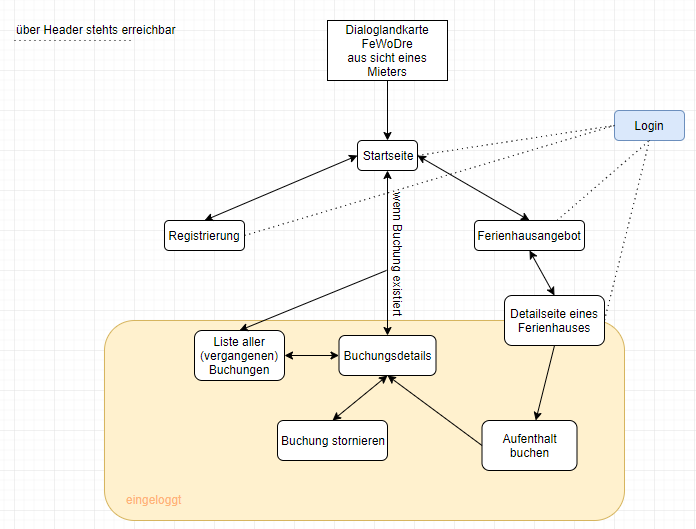 über Header stehts erreichbar
Dialoglandkarte
FeWoDre
aus sicht eines
Mieters
Login
Startseite
Registrierung
wenn Buchung existiert
Ferienhausangebot
Detailseite eines
Ferienhauses
Liste aller
(vergangenen)
Buchungen
Buchungsdetails
Buchung stornieren
Aufenthalt
buchen
eingeloggt